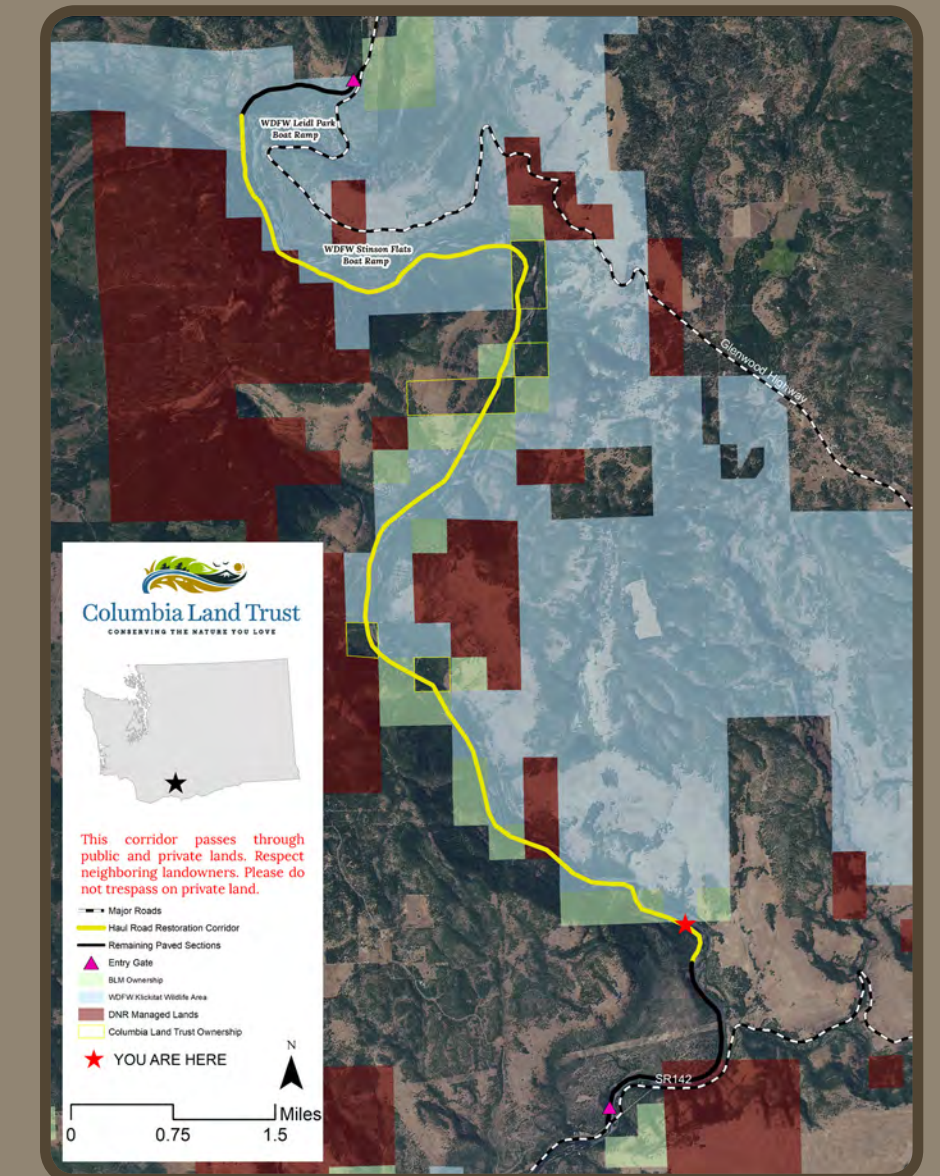 WDFW Leidl Park
Boat Ramp
WDFW Stinson Flats
Boat Ramp
Glenwood Highway
Columbia Land Trust
CONSERVING THE NATURE YOU LOVE
This corridor passes through
public and private lands. Respect
neighboring landowners. Please do
not trespass on private land.
Major Roads
Haul Road Restoration Corridor
Remaining Paved Sections
Entry Gate
BLM Ownership
WDFW:Klickitat Wildlife Area
DNR Managed Lands
Columbia Land Trust Ownership
YOU ARE HERE
N
Miles
0 0.75 1.5
SR142